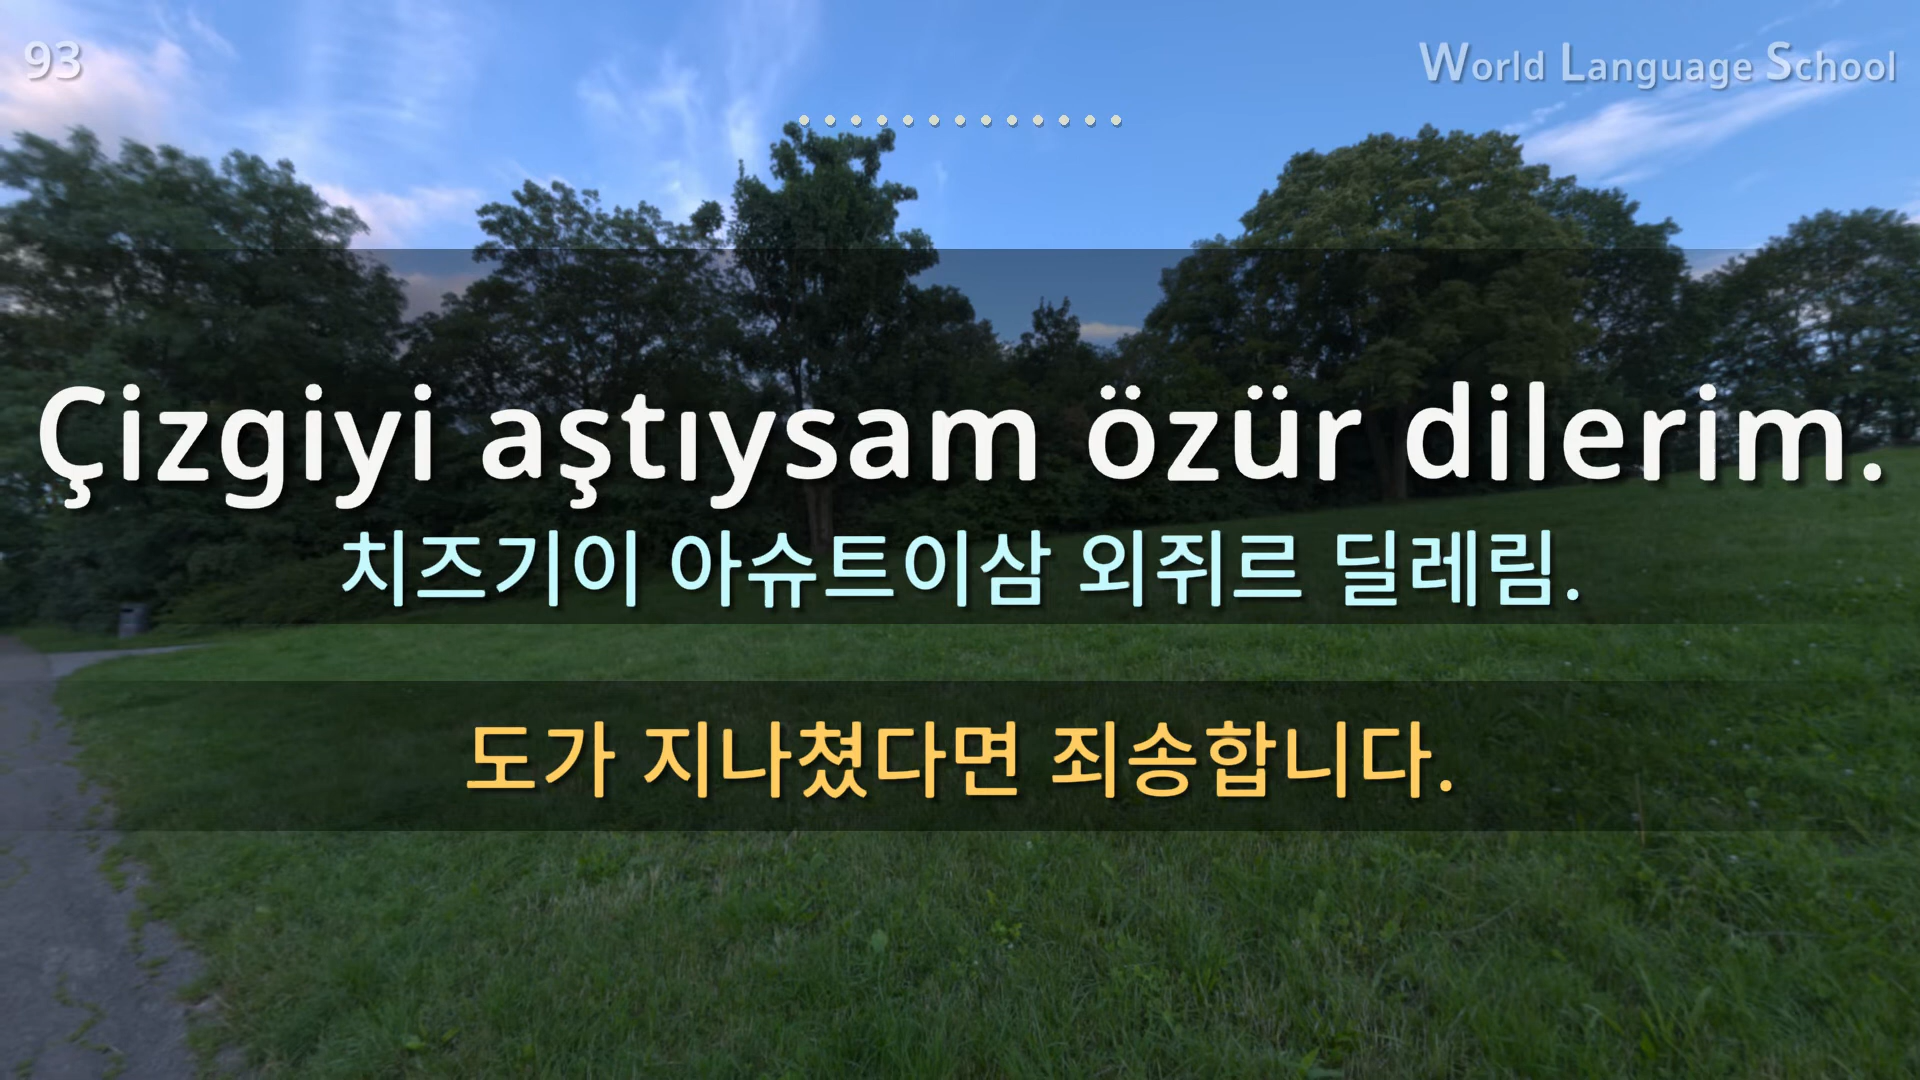 93
World Language School
Çizgiyi aştıysam özür dilerim.
치즈기이 아슈트이삼 외쥐르 딜레림.
도가 지나쳤다면 죄송합니다.